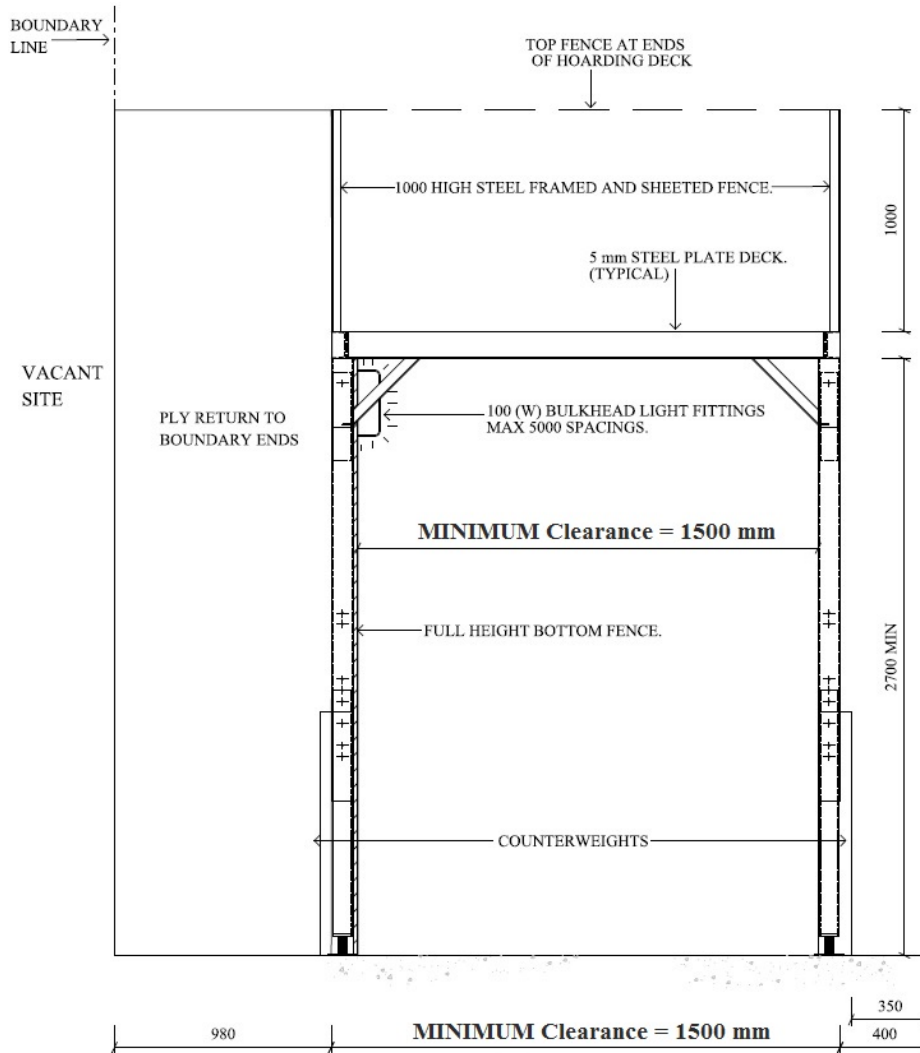 BOUNDARY
LINE
TOP FENCE AT ENDS
OF HOARDING DECK
1000 HIGH STEEL FRAMED AND SHEETED FENCE.
1000
5 mm STEEL PLATE DECK.
(TYPICAL)
VACANT
SITE
PLY RETURN TO
BOUNDARY ENDS
100 (W) BULKHEAD LIGHT FITTINGS
MAX 5000 SPACINGS.
MINIMUM Clearance = 1500 mm
FULL HEIGHT BOTTOM FENCE.
2700 MIN
COUNTERWEIGHTS
350
980
MINIMUM Clearance = 1500 mm
400